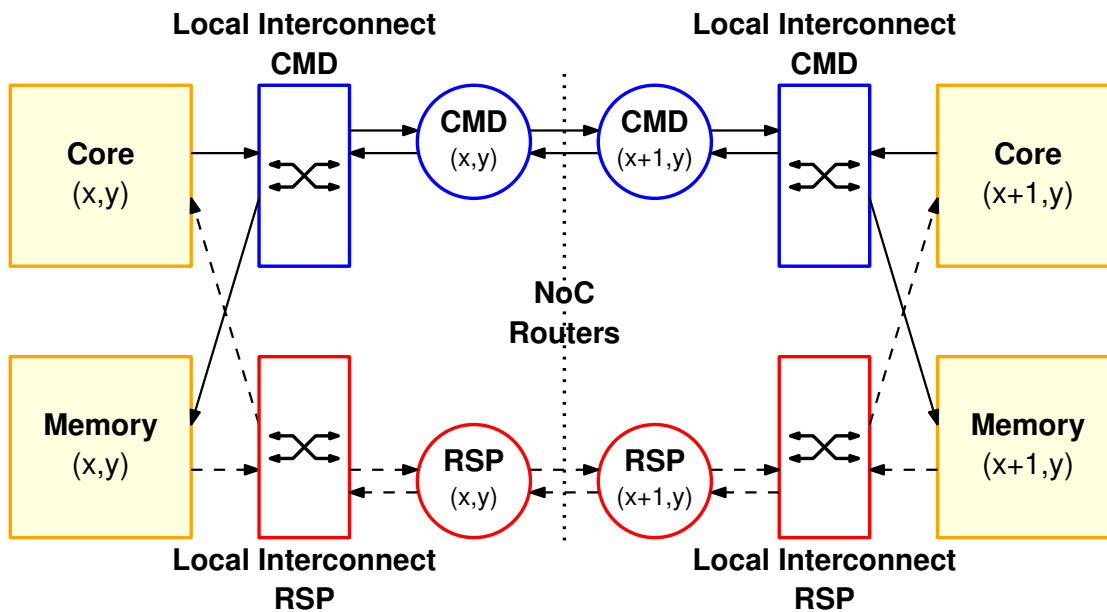 Local Interconnect
CMD
Local Interconnect
CMD
Core
(x,y)
CMD
(x,y)
CMD
(x+1,y)
Core
(x+1,y)
NoC
Routers
Memory
(x,y)
RSP
(x,y)
RSP
(x+1,y)
Memory
(x+1,y)
Local Interconnect
RSP
Local Interconnect
RSP